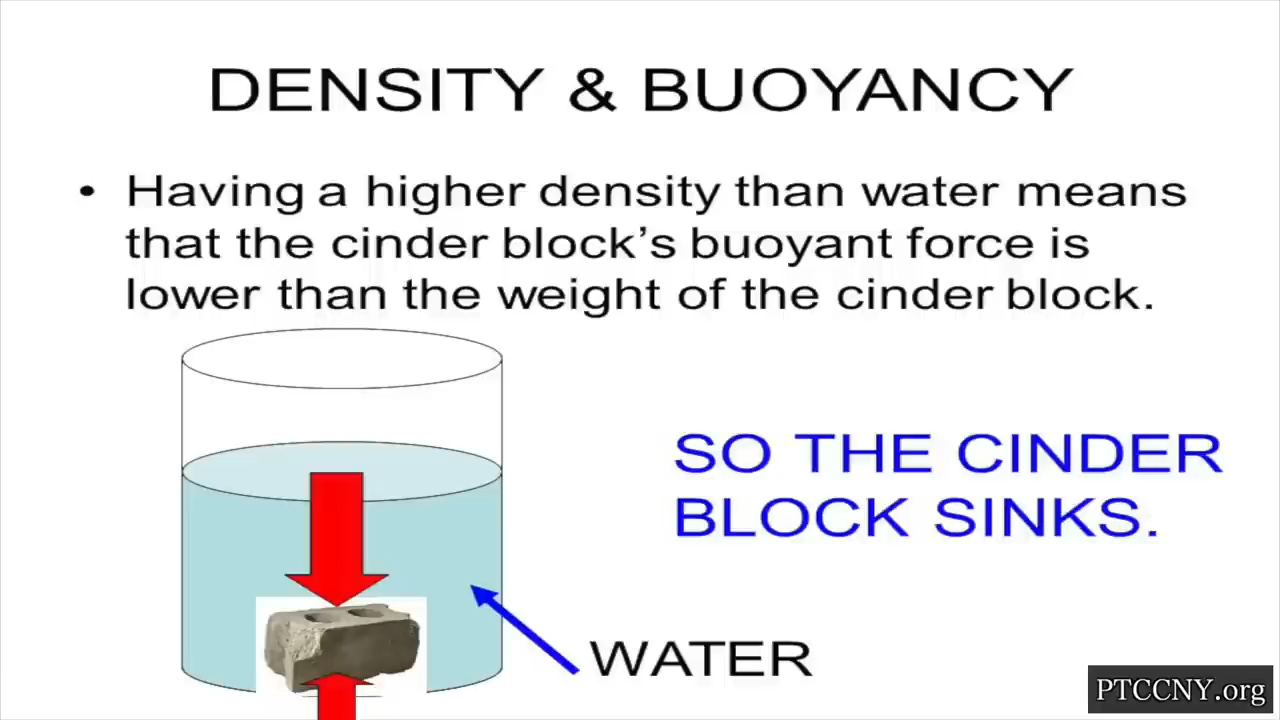 DENSITY & BUOYANCY
• Having a higher density than water means
that the cinder block’s buoyant force is
lower than the weight of the cinder block.
SO THE CINDER
BLOCK SINKS.
WATER
PTCCNY.org